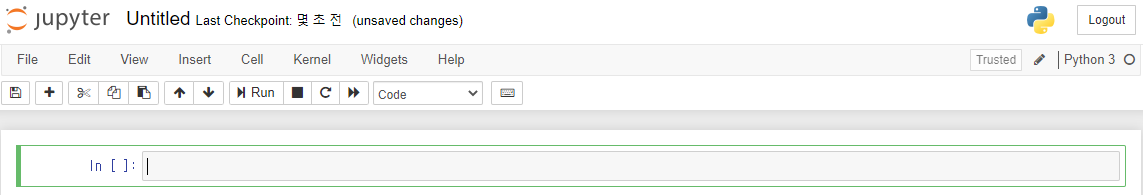 jupyter Untitled Last Checkpoint: 몇 초 전 (unsaved changes) Logout
File Edit View Insert Cell Kernel Widgets Help Trusted Python 3
Run Code
In [ ]: